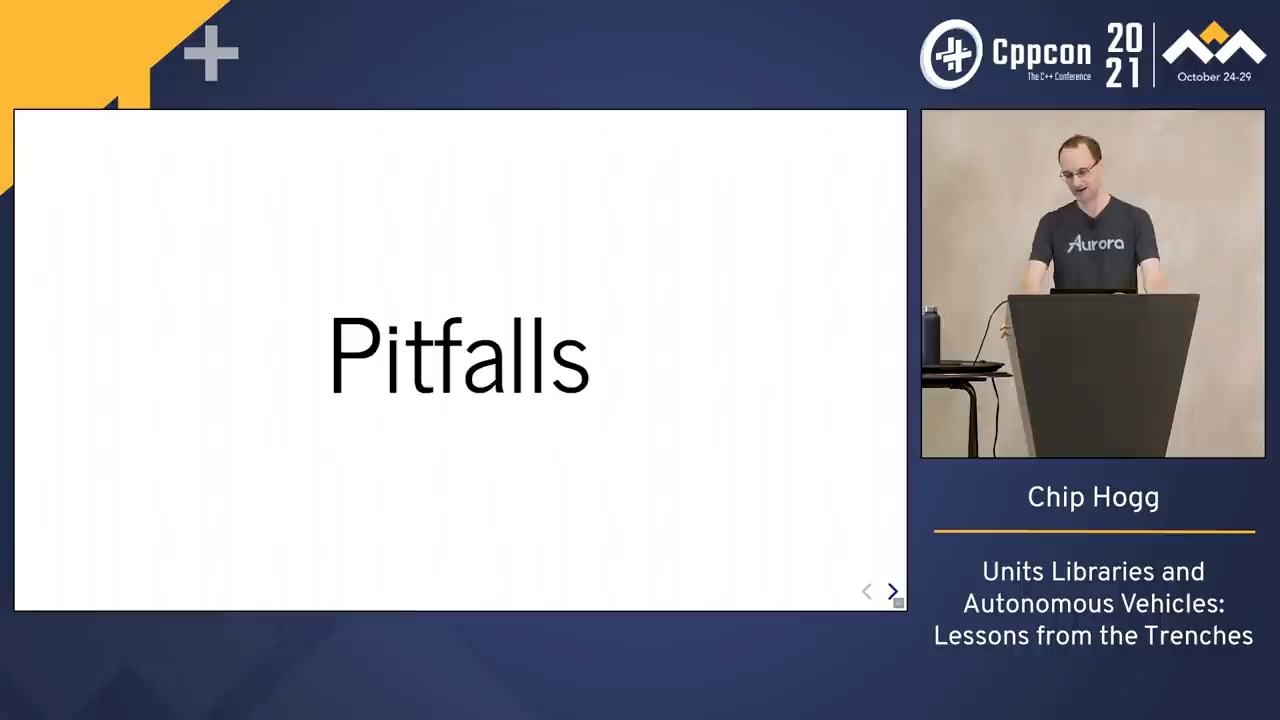 Cppcon
The C++ Conference
20
21
October 24-29
Pitfalls
Aurora
Chip Hogg
Units Libraries and
Autonomous Vehicles:
Lessons from the Trenches